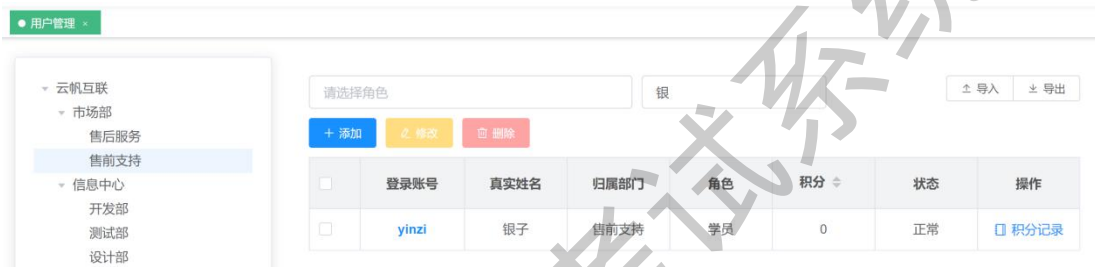 用户管理 ×
云帆互联
市场部
售后服务
售前支持
信息中心
开发部
测试部
设计部
请选择角色 银 导入 导出
+ 添加 修改 删除
登录账号 真实姓名 归属部门 角色 积分 状态 操作
yinzi 银子 售前支持 学员 0 正常 积分记录
考试系统